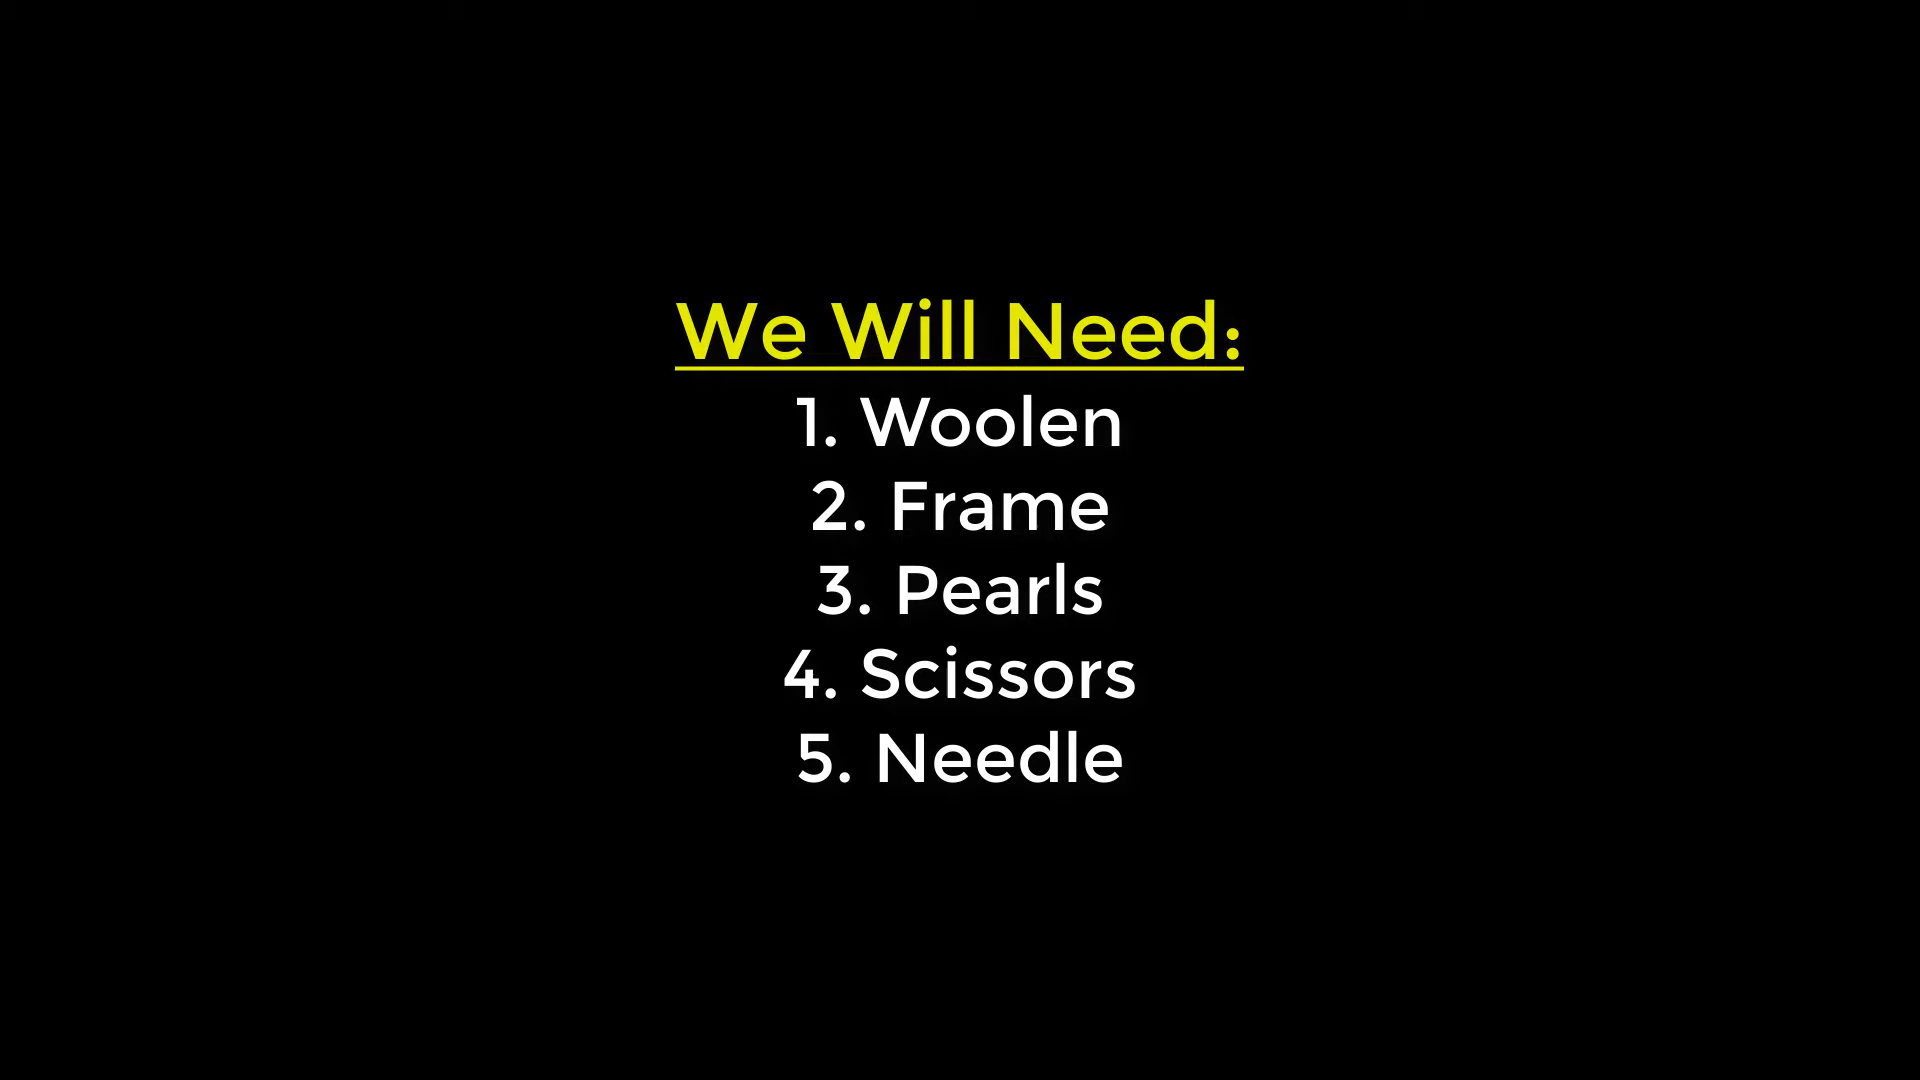 We Will Need:
1. Woolen
2. Frame
3. Pearls
4. Scissors
5. Needle